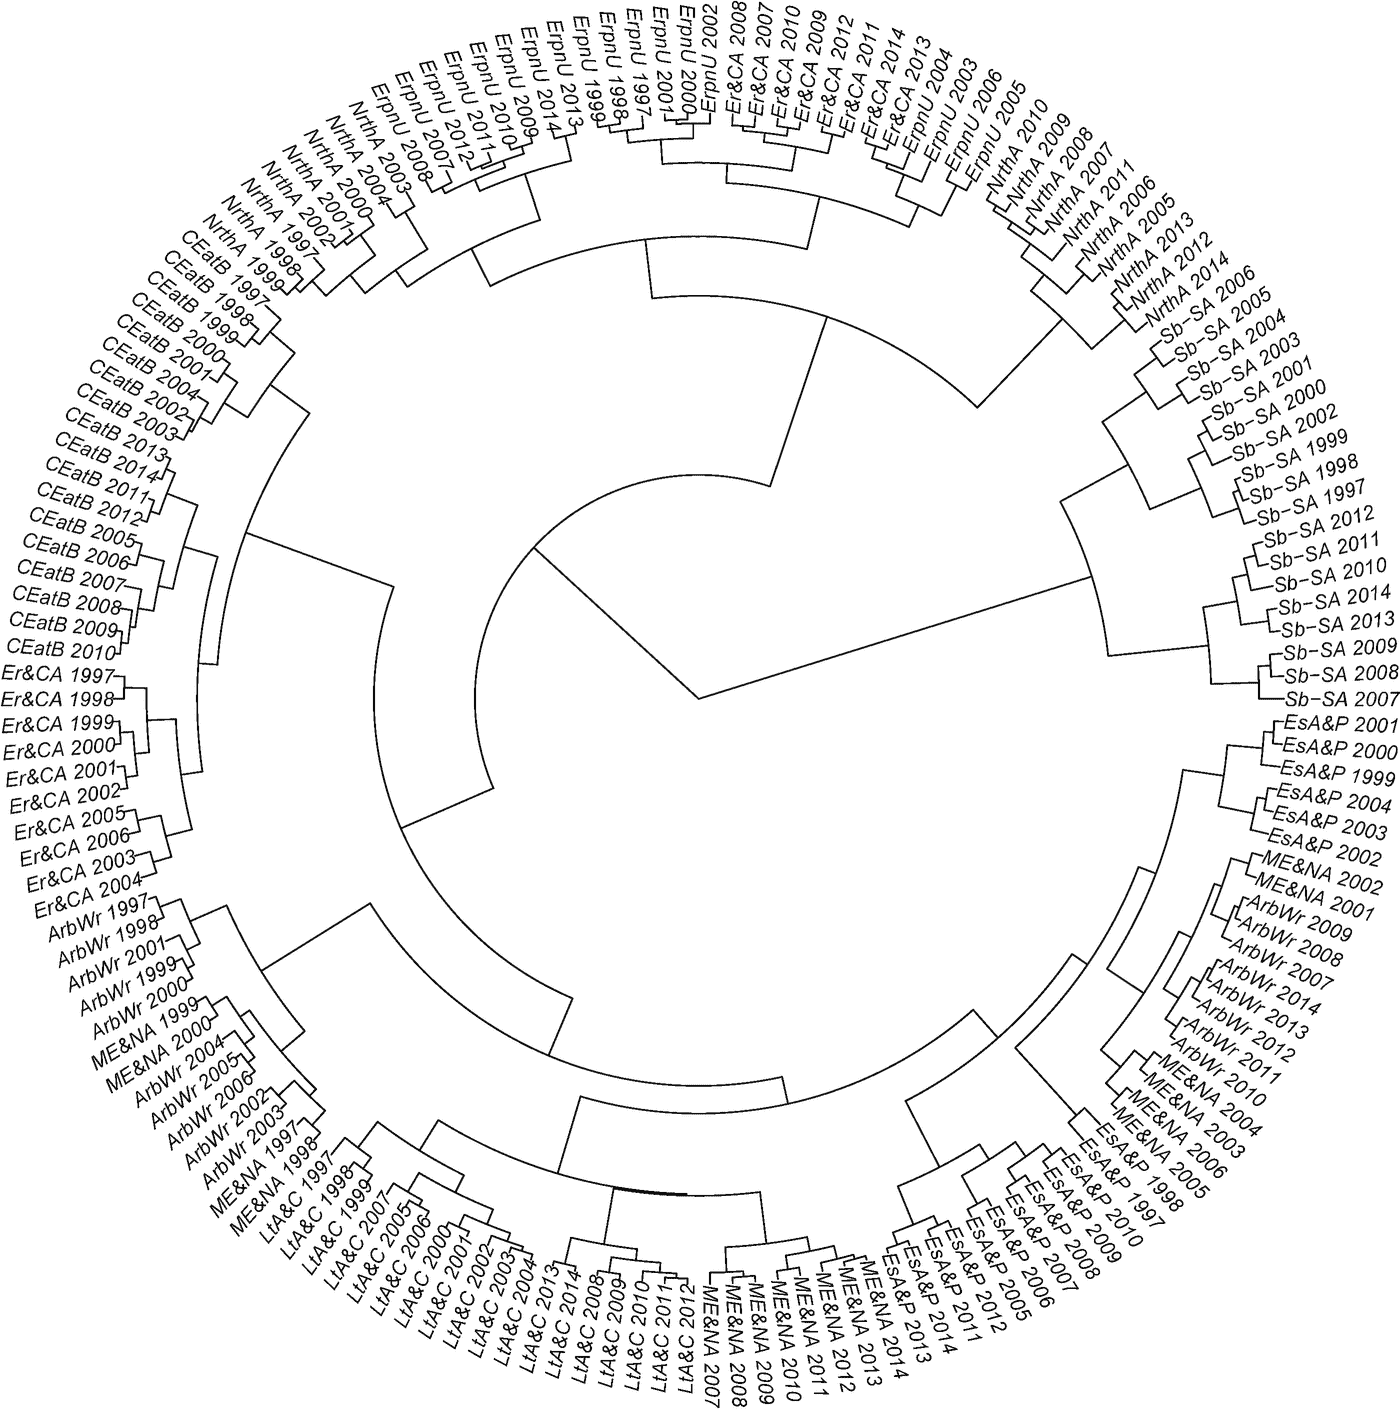 ErpnU 2002
Er&CA 2008
Er&CA 2007
Er&CA 2010
Er&CA 2009
Er&CA 2012
Er&CA 2011
Er&CA 2014
Er&CA 2013
ErpnU 2004
ErpnU 2003
ErpnU 2006
ErpnU 2005
NrthA 2010
NrthA 2009
NrthA 2008
NrthA 2007
NrthA 2011
NrthA 2006
NrthA 2005
NrthA 2013
NrthA 2012
NrthA 2014
Sb−SA 2006
Sb−SA 2005
Sb−SA 2004
Sb−SA 2003
Sb−SA 2001
Sb−SA 2000
Sb−SA 2002
Sb−SA 1999
Sb−SA 1998
Sb−SA 1997
Sb−SA 2012
Sb−SA 2011
Sb−SA 2010
Sb−SA 2014
Sb−SA 2013
Sb−SA 2009
Sb−SA 2008
Sb−SA 2007
EsA&P 2001
EsA&P 2000
EsA&P 1999
EsA&P 2004
EsA&P 2003
EsA&P 2002
ME&NA 2002
ME&NA 2001
ArbWr 2009
ArbWr 2008
ArbWr 2007
ArbWr 2014
ArbWr 2013
ArbWr 2012
ArbWr 2011
ArbWr 2010
ME&NA 2004
ME&NA 2003
ME&NA 2006
ME&NA 2005
EsA&P 1998
EsA&P 1997
EsA&P 2010
EsA&P 2009
EsA&P 2008
EsA&P 2007
EsA&P 2006
EsA&P 2005
EsA&P 2012
EsA&P 2011
EsA&P 2014
EsA&P 2013
ME&NA 2014
ME&NA 2013
ME&NA 2012
ME&NA 2011
ME&NA 2010
ME&NA 2009
ME&NA 2008
ME&NA 2007
LtA&C 2012
LtA&C 2011
LtA&C 2010
LtA&C 2009
LtA&C 2008
LtA&C 2014
LtA&C 2013
LtA&C 2004
LtA&C 2003
LtA&C 2002
LtA&C 2001
LtA&C 2000
LtA&C 2006
LtA&C 2005
LtA&C 2007
LtA&C 1999
LtA&C 1998
LtA&C 1997
ME&NA 1998
ME&NA 1997
ArbWr 2003
ArbWr 2002
ArbWr 2006
ArbWr 2005
ArbWr 2004
ME&NA 2000
ME&NA 1999
ArbWr 2000
ArbWr 1999
ArbWr 2001
ArbWr 1998
ArbWr 1997
Er&CA 2004
Er&CA 2003
Er&CA 2006
Er&CA 2005
Er&CA 2002
Er&CA 2001
Er&CA 2000
Er&CA 1999
Er&CA 1998
Er&CA 1997
CEatB 2010
CEatB 2009
CEatB 2008
CEatB 2007
CEatB 2006
CEatB 2005
CEatB 2012
CEatB 2011
CEatB 2014
CEatB 2013
CEatB 2003
CEatB 2002
CEatB 2004
CEatB 2001
CEatB 2000
CEatB 1999
CEatB 1998
CEatB 1997
NrthA 1999
NrthA 1998
NrthA 1997
NrthA 2002
NrthA 2001
NrthA 2000
NrthA 2004
NrthA 2003
ErpnU 2008
ErpnU 2007
ErpnU 2012
ErpnU 2011
ErpnU 2010
ErpnU 2009
ErpnU 2014
ErpnU 2013
ErpnU 1999
ErpnU 1998
ErpnU 1997
ErpnU 2001
ErpnU 2000